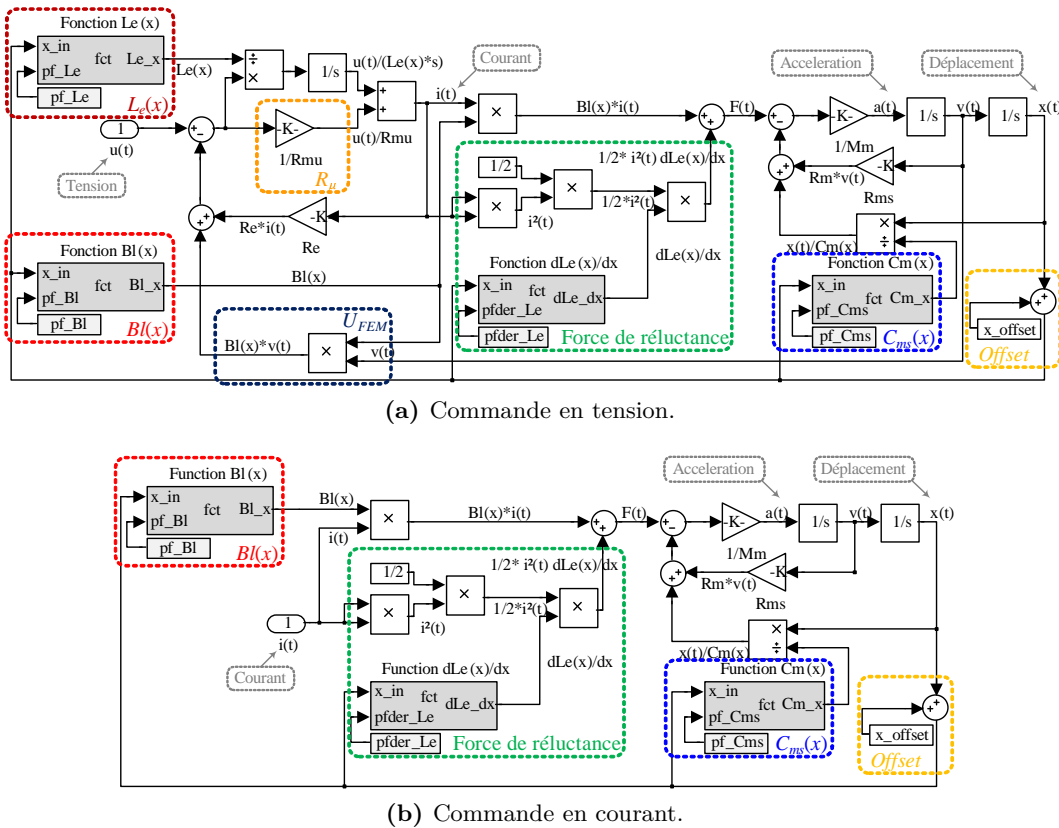 Fonction Le(x)
x_in
fct
Le_x
pf_Le
pf_Le
Le(x)
Le(x)
÷
×
1/s
u(t)/(Le(x)*s)
+
+
Courant
i(t)
1
u(t)
Tension
+-
-K-
1/Rmu
u(t)/Rmu
Rμ
×
Bl(x)*i(t)
++
F(t)
+-
-K-
1/Mm
Acceleration
a(t)
1/s
v(t)
1/s
Déplacement
x(t)
++
Re*i(t)
-K
Re
1/2
×
×
i²(t)
1/2*i²(t)
1/2* i²(t) dLe(x)/dx
×
dLe(x)/dx
++
Rm*v(t)
-K
Rms
×
÷
x(t)/Cm(x)
Fonction Bl(x)
x_in
fct
Bl_x
pf_Bl
pf_Bl
Bl(x)
Bl(x)
UFEM
Bl(x)*v(t)
×
v(t)
Fonction dLe(x)/dx
x_in
fct
dLe_dx
pfder_Le
pfder_Le
Force de réluctance
Fonction Cm(x)
x_in
fct
Cm_x
pf_Cms
pf_Cms
Cms(x)
++
x_offset
Offset
(a) Commande en tension.
Function Bl(x)
x_in
fct
Bl_x
pf_Bl
pf_Bl
Bl(x)
Bl(x)
i(t)
×
Bl(x)*i(t)
++
F(t)
+-
-K-
1/Mm
Acceleration
a(t)
1/s
v(t)
1/s
Déplacement
x(t)
1
i(t)
Courant
1/2
×
×
i²(t)
1/2*i²(t)
1/2* i²(t) dLe(x)/dx
×
dLe(x)/dx
++
Rm*v(t)
-K
Rms
×
÷
x(t)/Cm(x)
Function dLe(x)/dx
x_in
fct
dLe_dx
pfder_Le
pfder_Le
Force de réluctance
Function Cm(x)
x_in
fct
Cm_x
pf_Cms
pf_Cms
Cms(x)
++
x_offset
Offset
(b) Commande en courant.